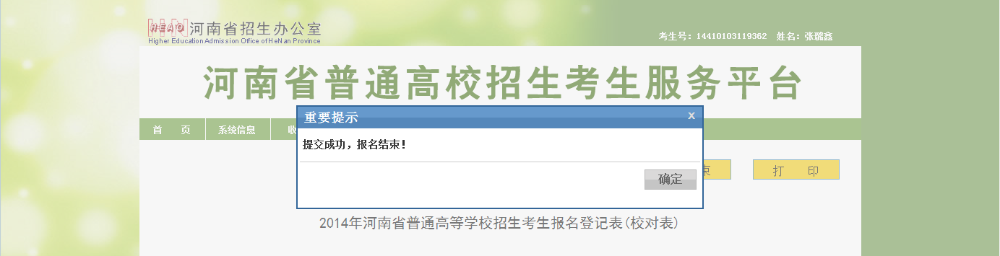 HEAO 河南省招生办公室
Higher Education Admission Office of HeNan Province
考生号：14410103119362 姓名：张璐鑫
河南省普通高校招生考生服务平台
重要提示 x
首 页 系统信息 收
提交成功，报名结束！
束 打 印
确定
2014年河南省普通高等学校招生考生报名登记表(校对表)